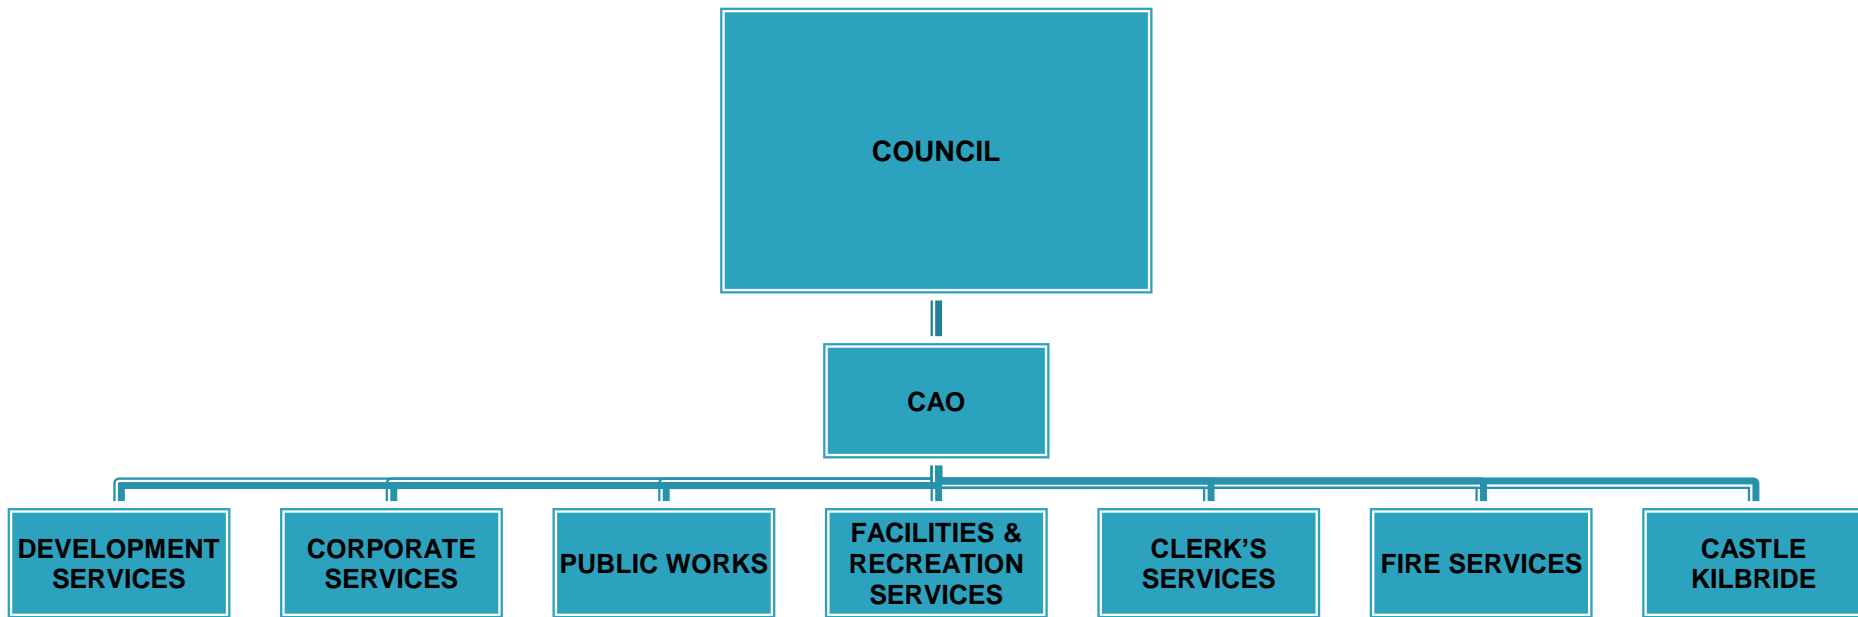 COUNCIL
CAO
DEVELOPMENT
SERVICES
CORPORATE
SERVICES
PUBLIC WORKS
FACILITIES &
RECREATION
SERVICES
CLERK’S
SERVICES
FIRE SERVICES
CASTLE
KILBRIDE